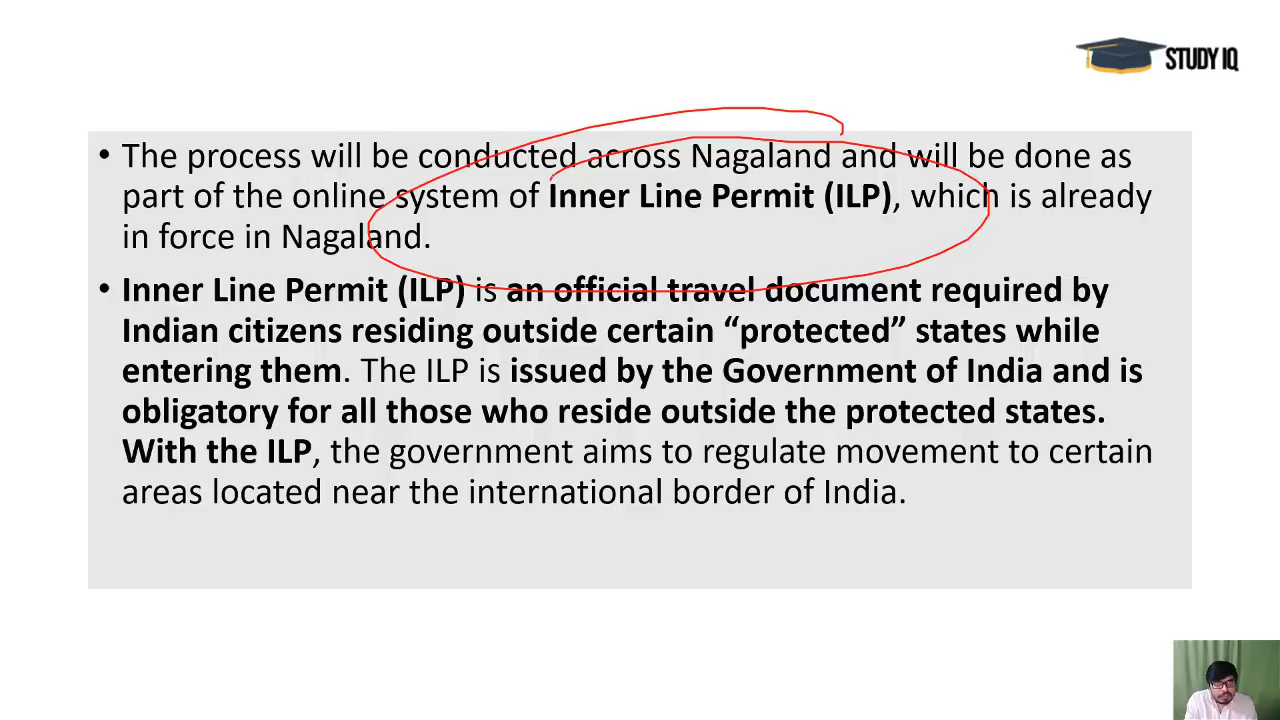 STUDY IQ
• The process will be conducted across Nagaland and will be done as
part of the online system of Inner Line Permit (ILP), which is already
in force in Nagaland.
• Inner Line Permit (ILP) is an official travel document required by
Indian citizens residing outside certain “protected” states while
entering them. The ILP is issued by the Government of India and is
obligatory for all those who reside outside the protected states.
With the ILP, the government aims to regulate movement to certain
areas located near the international border of India.